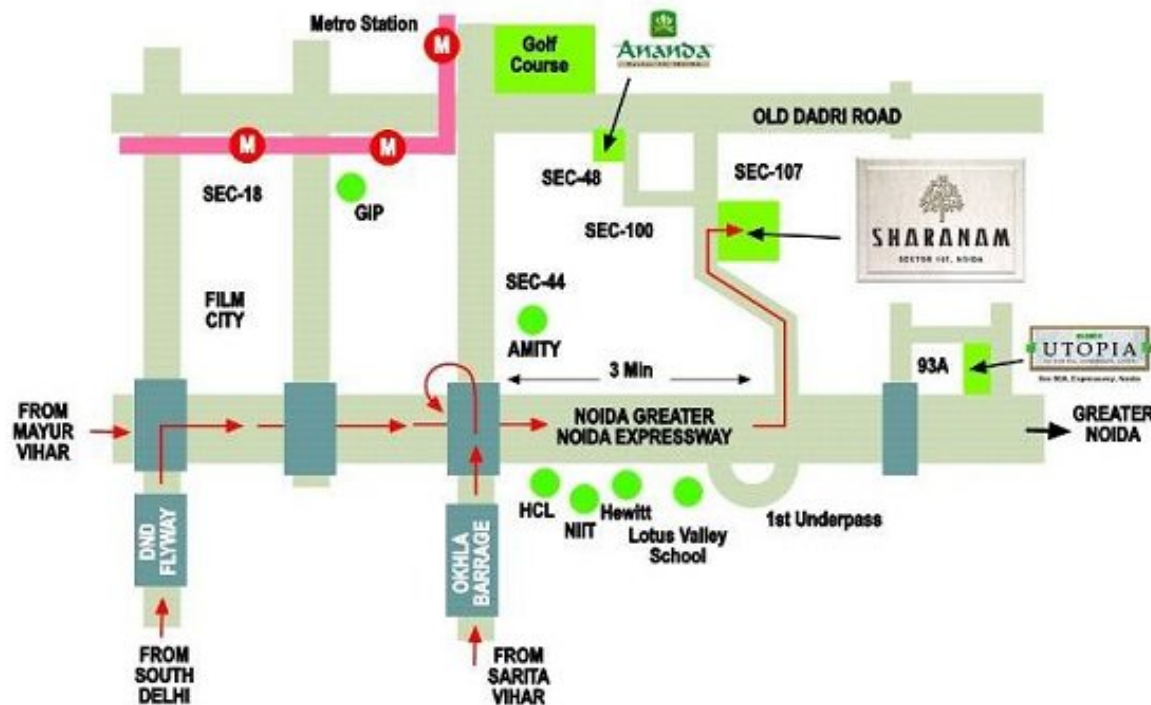 Metro Station
M
Golf
Course
Ananda
OLD DADRI ROAD
M
M
SEC-18
GIP
SEC-48
SEC-107
SEC-100
SHARANAM
SECTOR 107, NOIDA
SEC-44
AMITY
FILM
CITY
3 Min
93A
UTOPIA
FROM
MAYUR
VIHAR
NOIDA GREATER
NOIDA EXPRESSWAY
GREATER
NOIDA
HCL
NIIT
Hewitt
Lotus Valley
School
1st Underpass
DND
FLYWAY
OKHLA
BARRAGE
FROM
SOUTH
DELHI
FROM
SARITA
VIHAR